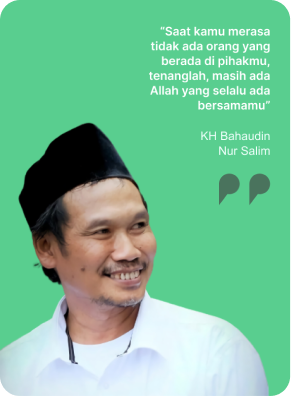 “Saat kamu merasa
tidak ada orang yang
berada di pihakmu,
tenanglah, masih ada
Allah yang selalu ada
bersamamu”
KH Bahaudin
Nur Salim